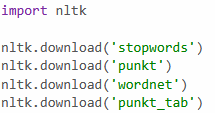 import nltk
nltk.download('stopwords')
nltk.download('punkt')
nltk.download('wordnet')
nltk.download('punkt_tab')